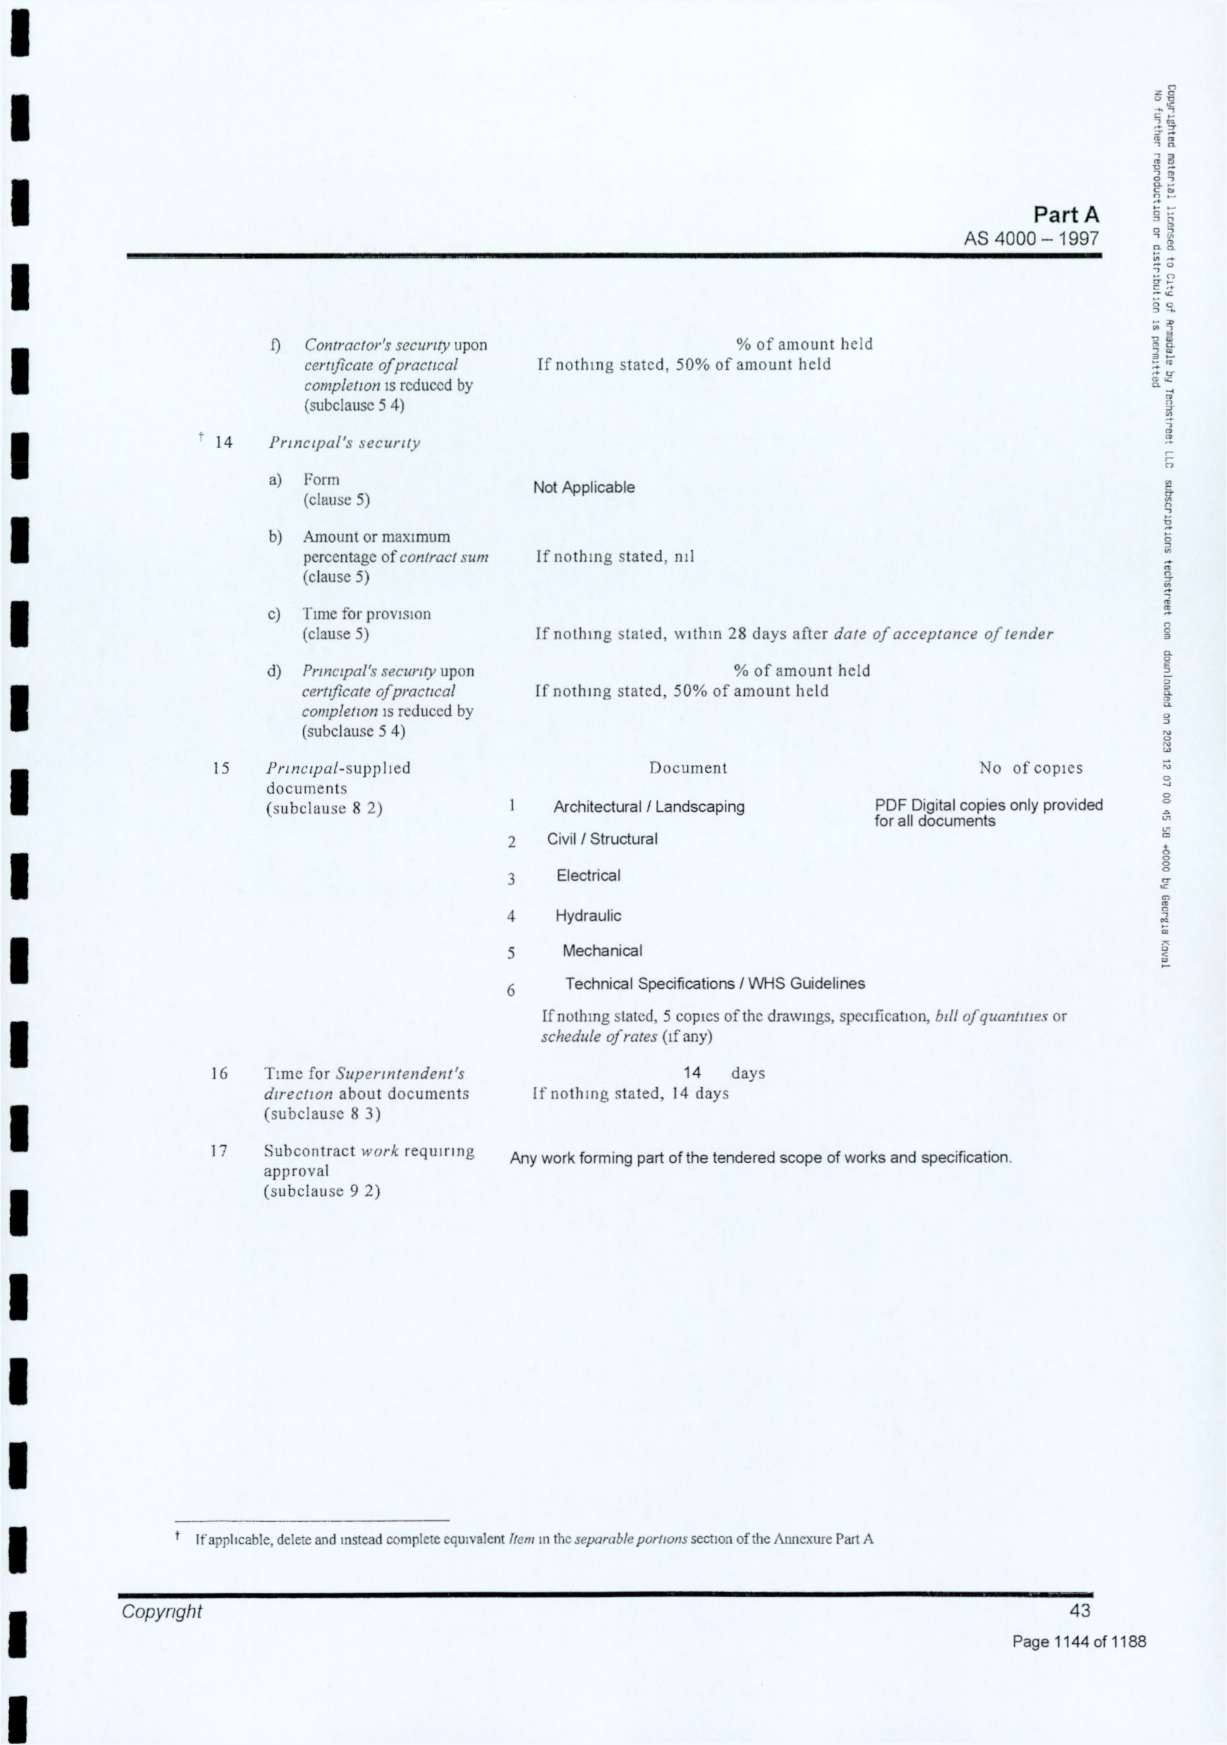 Part A
AS 4000 – 1997
f) Contractor's security upon % of amount held
certificate of practical If nothing stated, 50% of amount held
completion is reduced by
(subclause 5 4)
† 14 Principal's security
a) Form Not Applicable
(clause 5)
b) Amount or maximum
percentage of contract sum If nothing stated, nil
(clause 5)
c) Time for provision
(clause 5) If nothing stated, within 28 days after date of acceptance of tender
d) Principal's security upon % of amount held
certificate of practical If nothing stated, 50% of amount held
completion is reduced by
(subclause 5 4)
15 Principal-supplied Document No of copies
documents
(subclause 8 2) 1 Architectural / Landscaping PDF Digital copies only provided
for all documents
2 Civil / Structural
3 Electrical
4 Hydraulic
5 Mechanical
6 Technical Specifications / WHS Guidelines
If nothing stated, 5 copies of the drawings, specification, bill of quantities or
schedule of rates (if any)
16 Time for Superintendent's 14 days
direction about documents If nothing stated, 14 days
(subclause 8 3)
17 Subcontract work requiring Any work forming part of the tendered scope of works and specification.
approval
(subclause 9 2)
† If applicable, delete and instead complete equivalent Item in the separable portions section of the Annexure Part A
Copyright 43
Page 1144 of 1188
Copyrighted material licensed to City of Armadale by Techstreet LLC subscriptions techstreet com downloaded on 2023 12 07 00 45 58 +0000 by Georgia Koval
No further reproduction or distribution is permitted